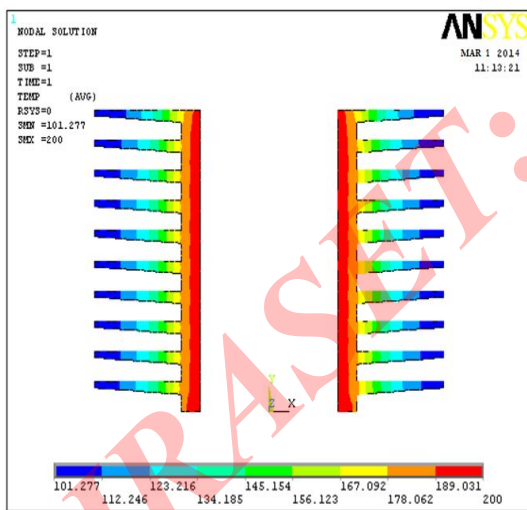 1
ANSYS
NODAL SOLUTION
STEP=1
SUB =1
TIME=1
TEMP (AVG)
RSYS=0
SMN =101.277
SMX =200
MAR 1 2014
11:13:21
IJRASET:
Y
Z X
101.277 123.216 145.154 167.092 189.031
112.246 134.185 156.123 178.062 200